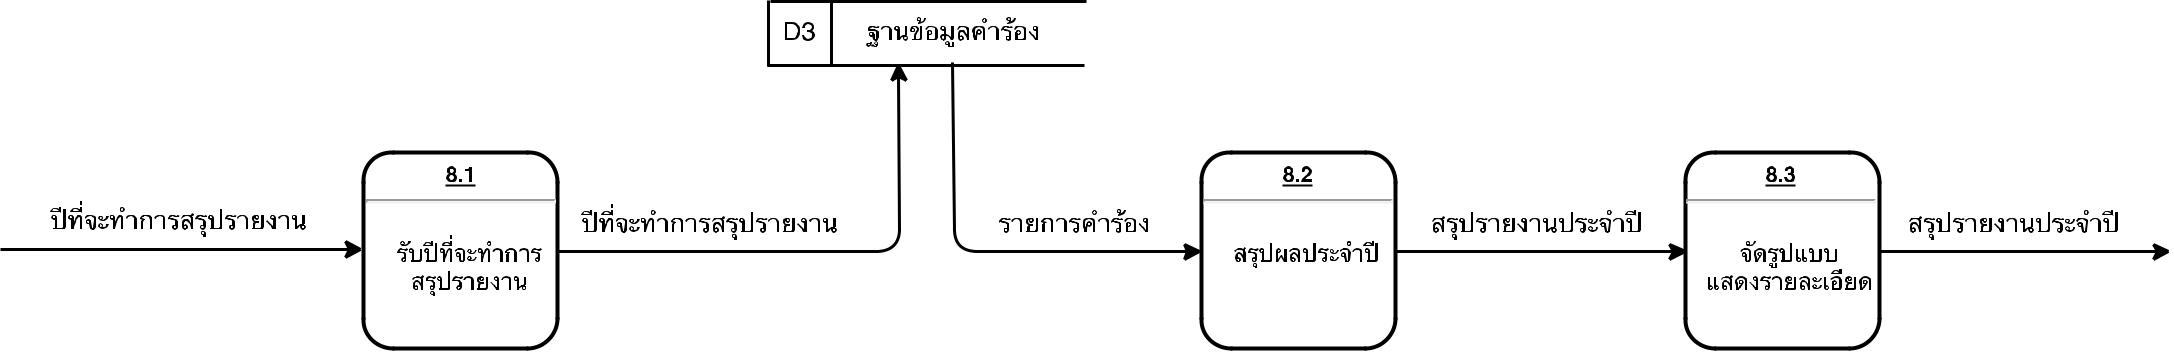 D3 ฐานข้อมูลคำร้อง
8.1
8.2
8.3
ปีที่จะทำการสรุปรายงาน
ปีที่จะทำการสรุปรายงาน
รายการคำร้อง
สรุปรายงานประจำปี
สรุปรายงานประจำปี
รับปีที่จะทำการ
สรุปรายงาน
สรุปผลประจำปี
จัดรูปแบบ
แสดงรายละเอียด